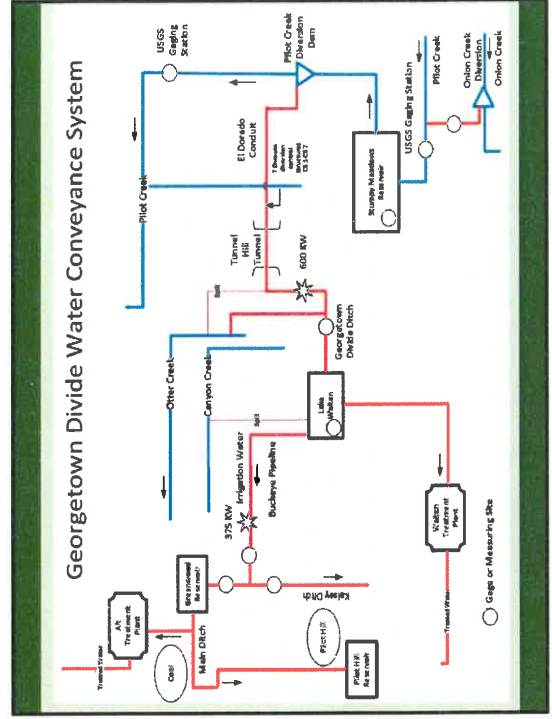 Georgetown Divide Water Conveyance System
USGS
Gaging
Station
Pilot Creek
Diversion
Dam
Pilot Creek
El Dorado
Conduit
USGS Gaging Station
Pilot Creek
Onion Creek
Diversion
Onion Creek
Stumpy Meadows
Reservoir
Tunnel
Hill
Tunnel
600 KW
Spill
Georgetown
Divide Ditch
Otter Creek
Canyon Creek
Spill
Lake
Walton
Irrigation Water
Buckeye Pipeline
375 KW
Greenwood
Reservoir
Kelsey Ditch
Walton
Treatment
Plant
Treated Water
Treatment
Plant
Treated Water
Main Ditch
Cool
Pilot Hill
Pilot Hill
Reservoir
Gage or Measuring Site